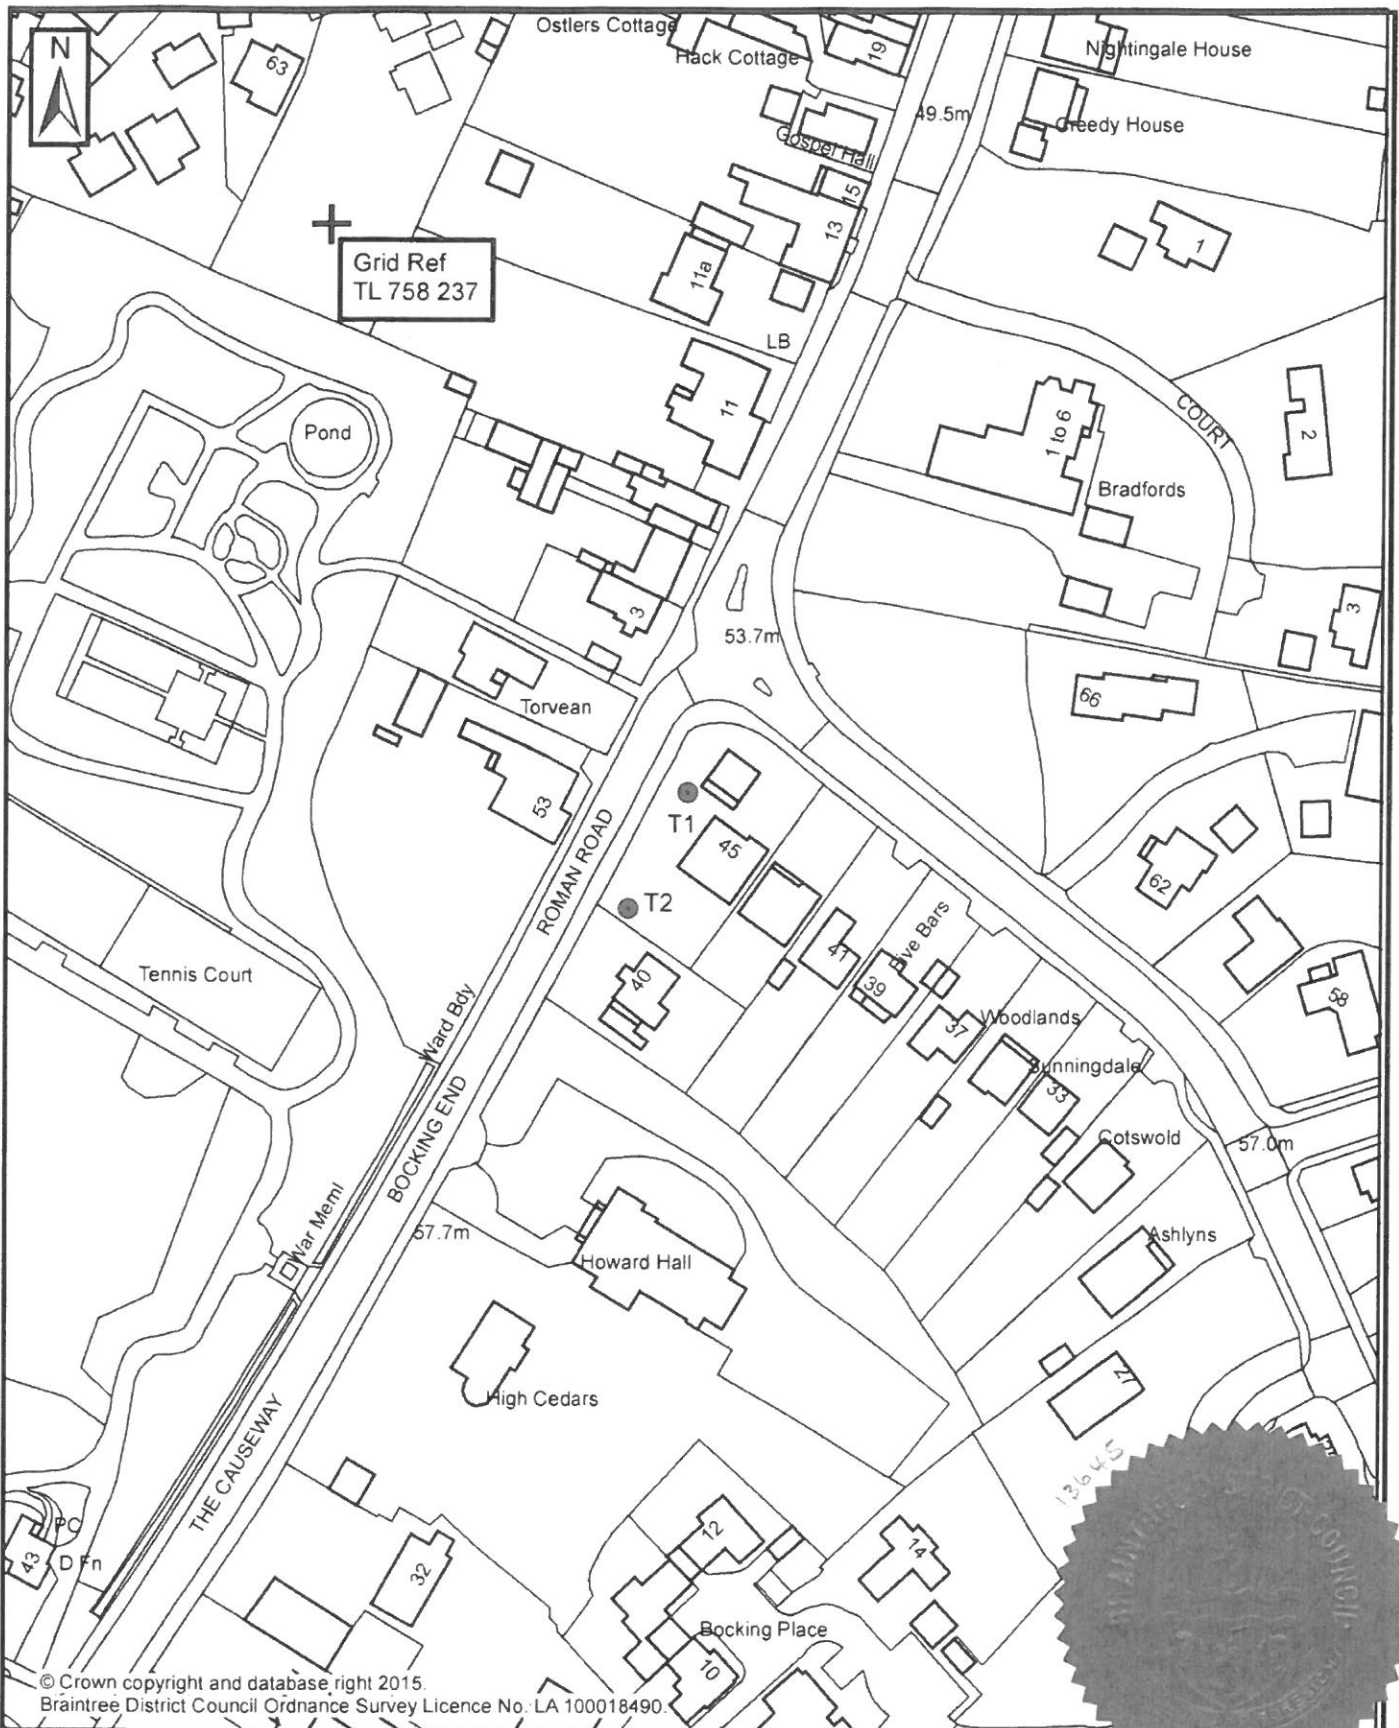 N
63
Ostlers Cottage
Hack Cottage
19
Nightingale House
49.5m
Greedy House
Gospel Hall
15
13
1
Grid Ref
TL 758 237
11a
LB
11
COURT
2
1 to 6
Pond
Bradfords
3
3
53.7m
66
Torvean
53
T1
45
ROMAN ROAD
62
T2
41
Five Bars
Tennis Court
40
39
58
Ward Bdy
37
Woodlands
Sunningdale
33
BOCKING END
Cotswold
57.0m
War Meml
57.7m
Howard Hall
Ashlyns
High Cedars
27
THE CAUSEWAY
13645
PC
43
D Fn
12
14
32
Bocking Place
10
COUNCIL
© Crown copyright and database right 2015.
Braintree District Council Ordnance Survey Licence No. LA 100018490.